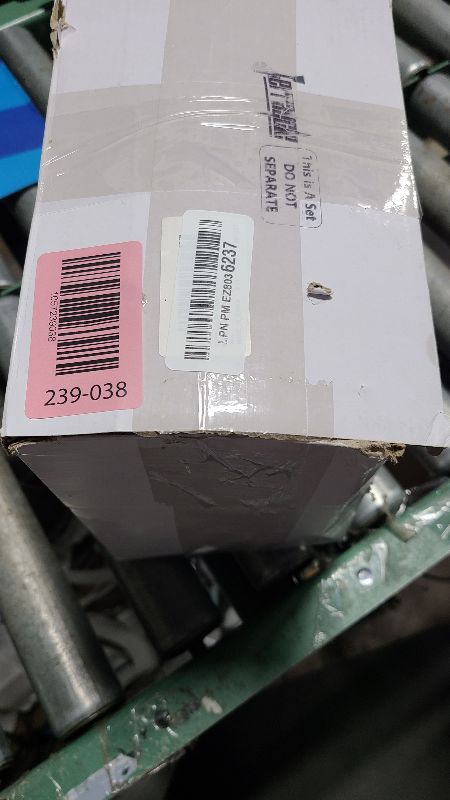 This is A Set
DO NOT
SEPARATE
LPN PM EZ803 6237
239-038